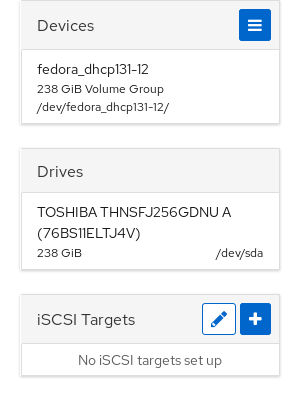 Devices
fedora_dhcp131-12
238 GiB Volume Group
/dev/fedora_dhcp131-12/
Drives
TOSHIBA THNSFJ256GDNU A
(76BS11ELTJ4V)
238 GiB /dev/sda
iSCSI Targets
No iSCSI targets set up